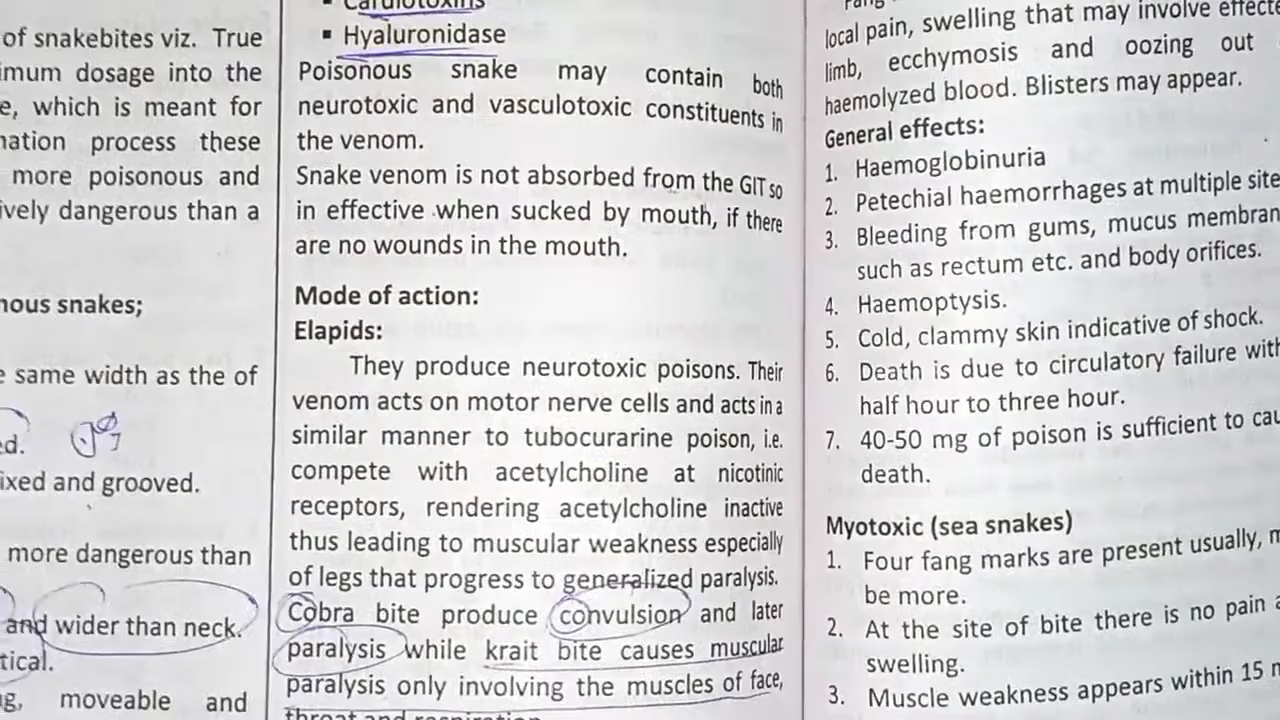 of snakebites viz. True
dosage into the
which is meant for
process these
more poisonous and
dangerous than a
snakes;
same width as the of
and grooved.
more dangerous than
and wider than neck.
moveable and
Cardiotoxins
▪ Hyaluronidase
Poisonous snake may contain both
neurotoxic and vasculotoxic constituents in
the venom.
Snake venom is not absorbed from the GIT so
in effective when sucked by mouth, if there
are no wounds in the mouth.
Mode of action:
Elapids:
They produce neurotoxic poisons. Their
venom acts on motor nerve cells and acts in a
similar manner to tubocurarine poison, i.e.
compete with acetylcholine at nicotinic
receptors, rendering acetylcholine inactive
thus leading to muscular weakness especially
of legs that progress to generalized paralysis.
Cobra bite produce convulsion and later
paralysis while krait bite causes muscular
paralysis only involving the muscles of face,
throat and respiration
local pain, swelling that may involve
limb, ecchymosis and oozing out
haemolyzed blood. Blisters may appear.
General effects:
1. Haemoglobinuria
2. Petechial haemorrhages at multiple
3. Bleeding from gums, mucus
such as rectum etc. and body orifices.
4. Haemoptysis.
5. Cold, clammy skin indicative of shock.
6. Death is due to circulatory failure
half hour to three hour.
7. 40-50 mg of poison is sufficient to
death.
Myotoxic (sea snakes)
1. Four fang marks are present usually,
be more.
2. At the site of bite there is no pain
swelling.
3. Muscle weakness appears within 15